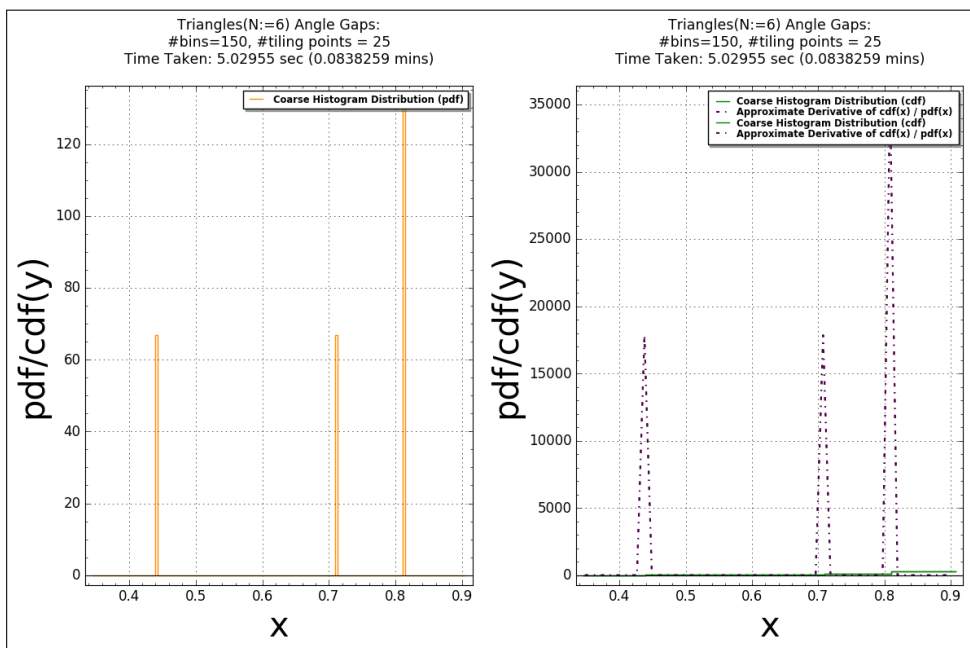 Triangles(N:=6) Angle Gaps:
#bins=150, #tiling points = 25
Time Taken: 5.02955 sec (0.0838259 mins)
Coarse Histogram Distribution (pdf)
120
100
80
60
40
20
0
0.4
0.5
0.6
0.7
0.8
0.9
pdf/cdf(y)
x
Triangles(N:=6) Angle Gaps:
#bins=150, #tiling points = 25
Time Taken: 5.02955 sec (0.0838259 mins)
Coarse Histogram Distribution (cdf)
Approximate Derivative of cdf(x) / pdf(x)
Coarse Histogram Distribution (cdf)
Approximate Derivative of cdf(x) / pdf(x)
35000
30000
25000
20000
15000
10000
5000
0
0.4
0.5
0.6
0.7
0.8
0.9
pdf/cdf(y)
x